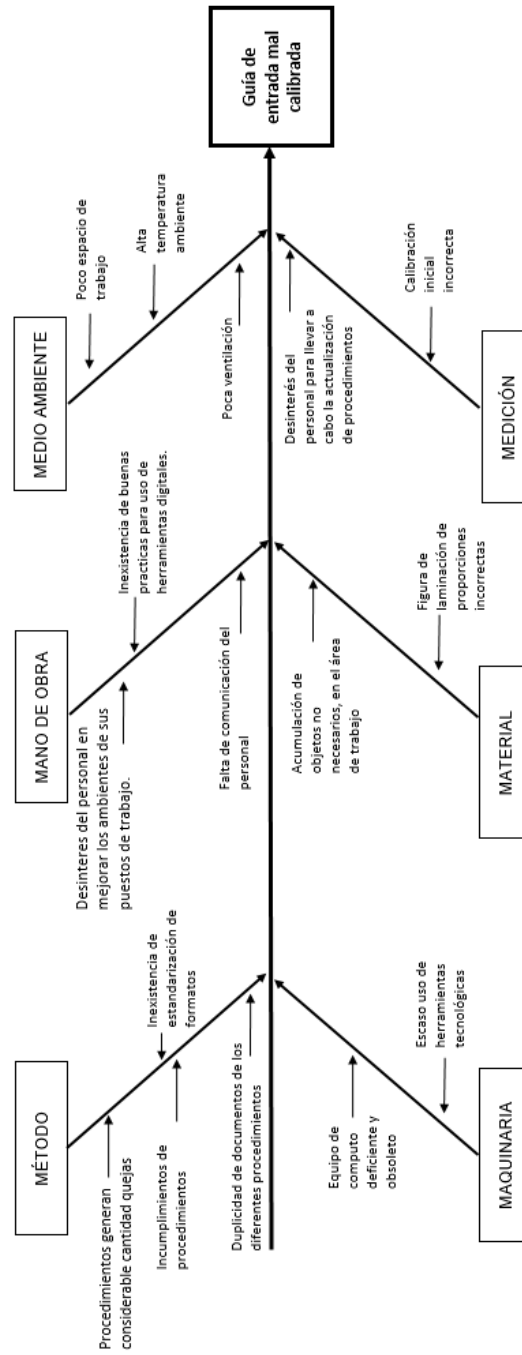 MÉTODO
Procedimientos generan
considerable cantidad quejas
Inexistencia de
estandarización de
formatos
Incumplimientos de
procedimientos
Duplicidad de documentos de los
diferentes procedimientos
MANO DE OBRA
Desinteres del personal en
mejorar los ambientes de sus
puestos de trabajo.
Inexistencia de buenas
practicas para uso de
herramientas digitales.
Falta de comunicación del
personal
MEDIO AMBIENTE
Poco espacio de
trabajo
Alta
temperatura
ambiente
Poca ventilación
Guía de
entrada mal
calibrada
Equipo de
computo
deficiente y
obsoleto
Escaso uso de
herramientas
tecnológicas
MAQUINARIA
Acumulación de
objetos no
necesarios, en el área
de trabajo
Figura de
laminación de
proporciones
incorrectas
MATERIAL
Desinterés del
personal para llevar a
cabo la actualización
de procedimientos
Calibración
inicial
incorrecta
MEDICIÓN